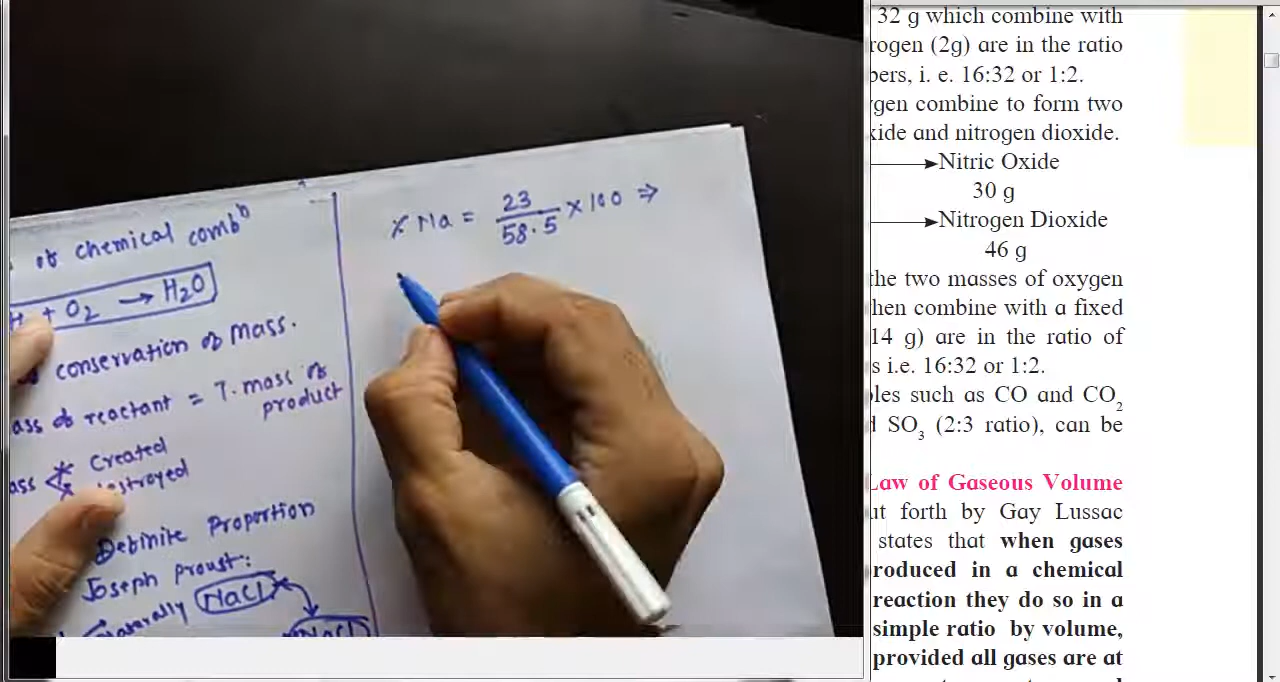 of chemical combⁿ
H + O₂ → H₂O
conservation of Mass.
ass of reactant = T. mass of
product
ass Created
estroyed
Definite Proportion
Joseph proust:
Naturally NaCl
NaCl
% Na = 23/58.5 × 100 ⇒
32 g which combine with
rogen (2g) are in the ratio
bers, i. e. 16:32 or 1:2.
ygen combine to form two
xide and nitrogen dioxide.
Nitric Oxide
30 g
Nitrogen Dioxide
46 g
the two masses of oxygen
hen combine with a fixed
14 g) are in the ratio of
s i.e. 16:32 or 1:2.
ples such as CO and CO₂
d SO₃ (2:3 ratio), can be
Law of Gaseous Volume
ut forth by Gay Lussac
states that when gases
roduced in a chemical
reaction they do so in a
simple ratio by volume,
provided all gases are at